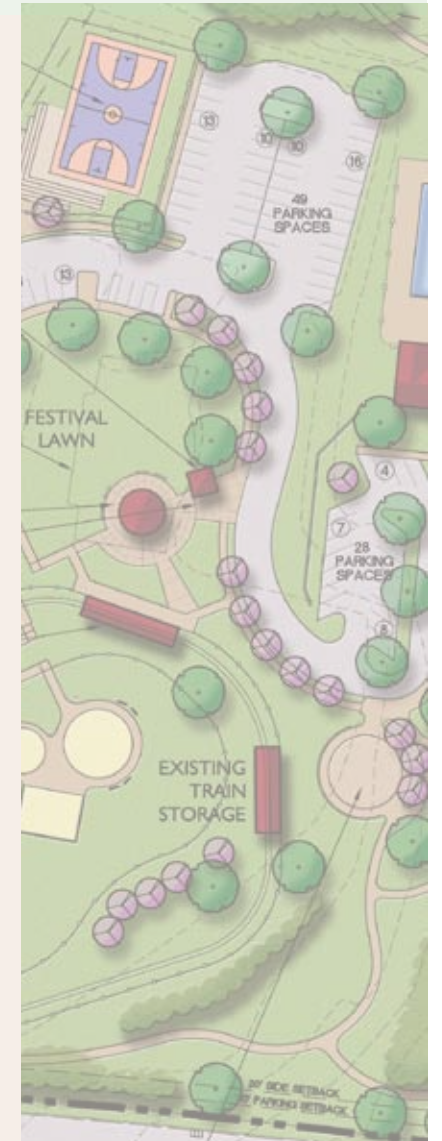 13
10
10
16
49
PARKING
SPACES
13
FESTIVAL
LAWN
4
7
28
PARKING
SPACES
8
EXISTING
TRAIN
STORAGE
20' SIDE SETBACK
PARKING SETBACK